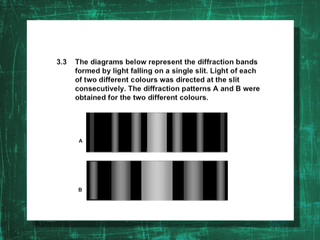 3.3 The diagrams below represent the diffraction bands
formed by light falling on a single slit. Light of each
of two different colours was directed at the slit
consecutively. The diffraction patterns A and B were
obtained for the two different colours.
A
B